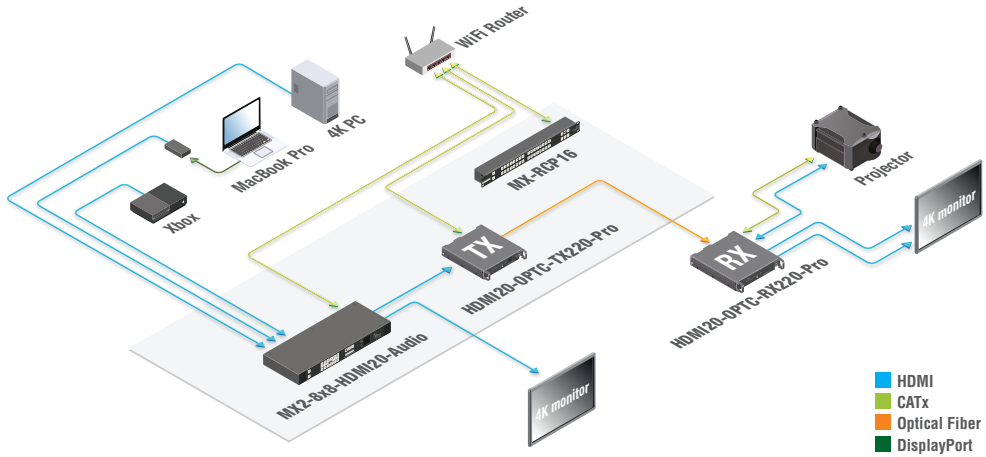 WiFi Router
4K PC
MacBook Pro
Xbox
MX-RCP16
Projector
4K monitor
TX
HDMI20-OPTC-TX220-Pro
RX
HDMI20-OPTC-RX220-Pro
MX2-8x8-HDMI20-Audio
4K monitor
HDMI
CATx
Optical Fiber
DisplayPort